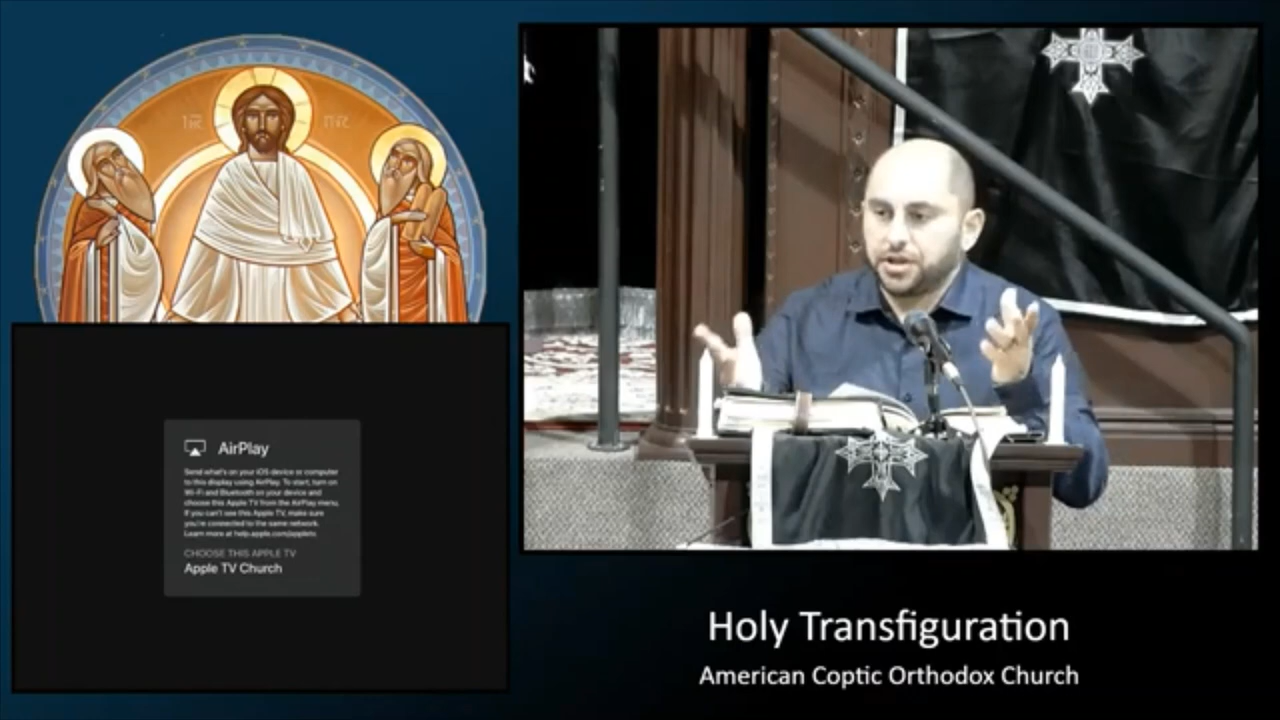 ⲓⲏⲥ ⲡⲭⲥ
AirPlay
Send what's on your iOS device or computer
to this display using AirPlay. To start, turn on
Wi-Fi and Bluetooth on your device and
choose this Apple TV from the AirPlay menu.
If you can't see this Apple TV, make sure
you're connected to the same network.
Learn more at help.apple.com/appletv.
CHOOSE THIS APPLE TV
Apple TV Church
Holy Transfiguration
American Coptic Orthodox Church